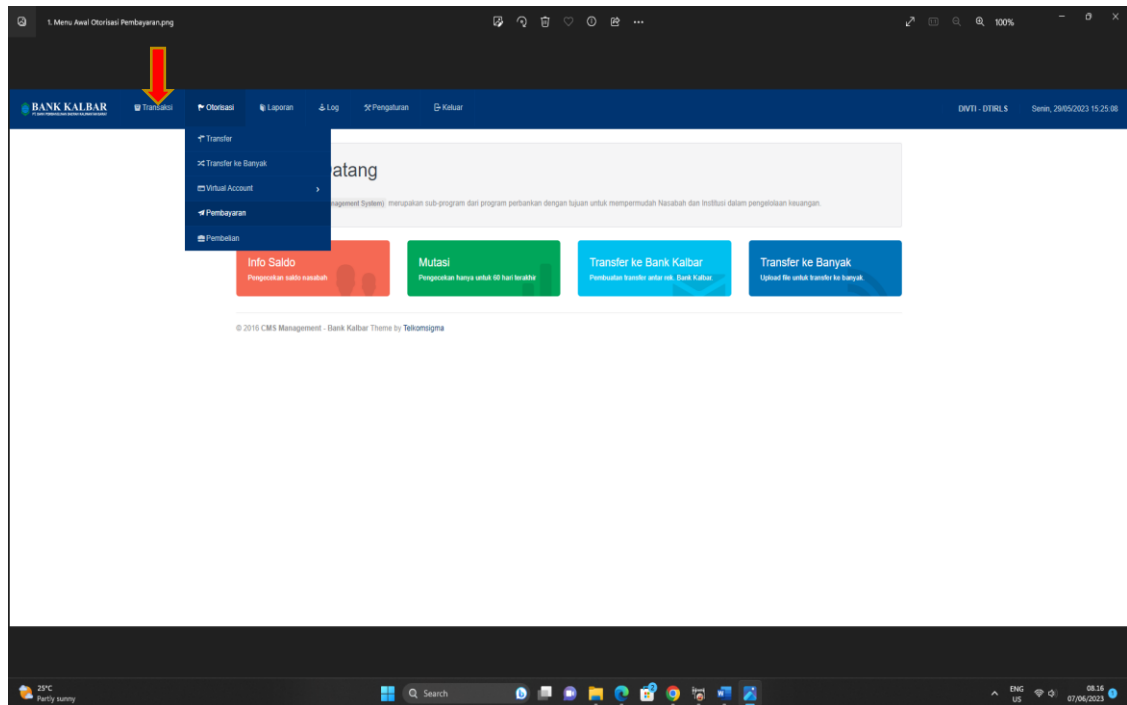 1. Menu Awal Otorisasi Pembayaran.png
100%
BANK KALBAR
Transaksi
Otorisasi
Laporan
Log
Pengaturan
Keluar
DIVTI - DTIRLS
Senin, 29/05/2023 15:25:08
Transfer
Transfer ke Banyak
Virtual Account
Pembayaran
Pembelian
atang
nagement System) merupakan sub-program dari program perbankan dengan tujuan untuk mempermudah Nasabah dan Institusi dalam pengelolaan keuangan.
Info Saldo
Pengecekan saldo nasabah
Mutasi
Pengecekan hanya untuk 60 hari terakhir
Transfer ke Bank Kalbar
Pembuatan transfer antar rek. Bank Kalbar.
Transfer ke Banyak
Upload file untuk transfer ke banyak.
© 2016 CMS Management - Bank Kalbar Theme by Telkomsigma
25°C
Partly sunny
Search
ENG
US
08.16
07/06/2023